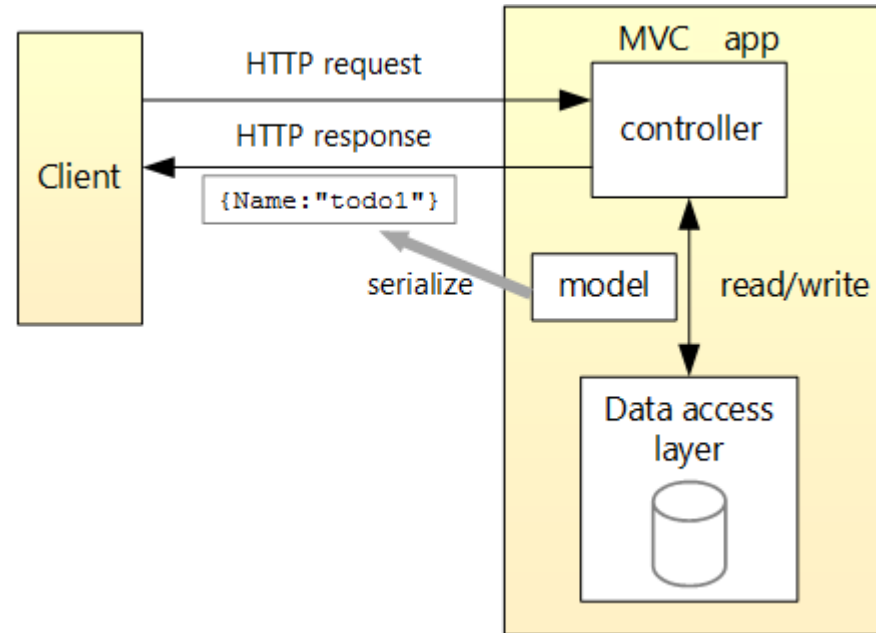 MVC app
HTTP request
controller
HTTP response
Client
{Name:"todo1"}
serialize
model
read/write
Data access
layer